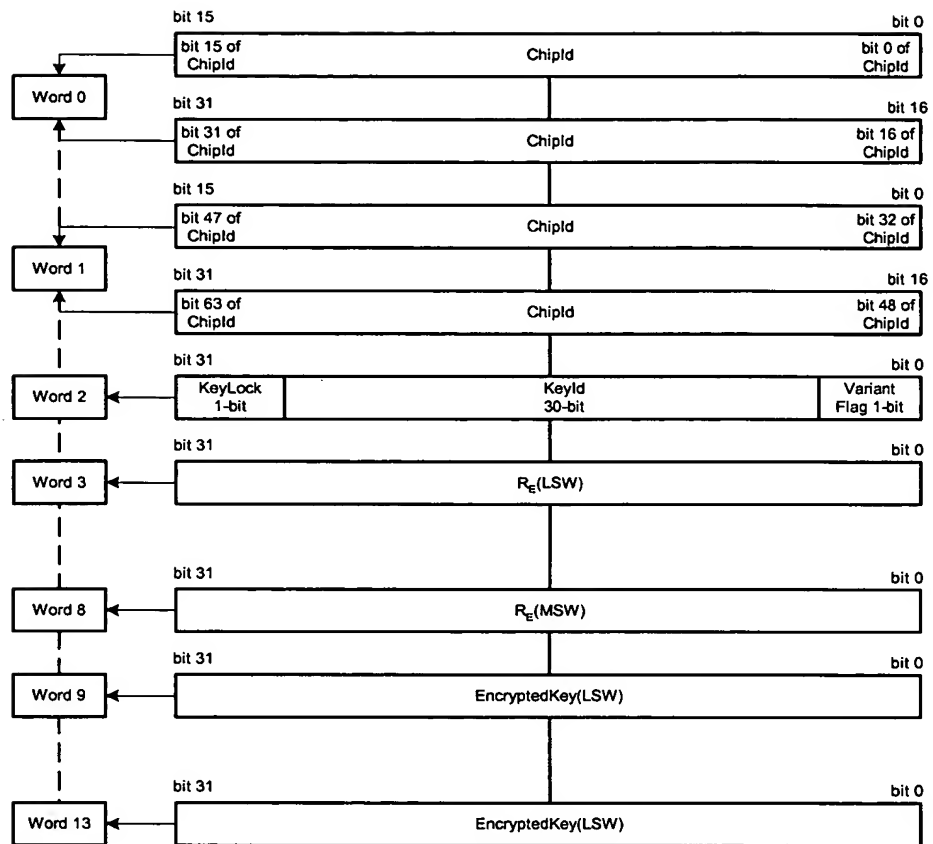 bit 15 bit 0
bit 15 of ChipId ChipId bit 0 of ChipId
Word 0
bit 31 bit 16
bit 31 of ChipId ChipId bit 16 of ChipId
bit 15 bit 0
bit 47 of ChipId ChipId bit 32 of ChipId
Word 1
bit 31 bit 16
bit 63 of ChipId ChipId bit 48 of ChipId
bit 31 bit 0
Word 2 KeyLock 1-bit KeyId 30-bit Variant Flag 1-bit
bit 31 bit 0
Word 3 RE(LSW)
bit 31 bit 0
Word 8 RE(MSW)
bit 31 bit 0
Word 9 EncryptedKey(LSW)
bit 31 bit 0
Word 13 EncryptedKey(LSW)